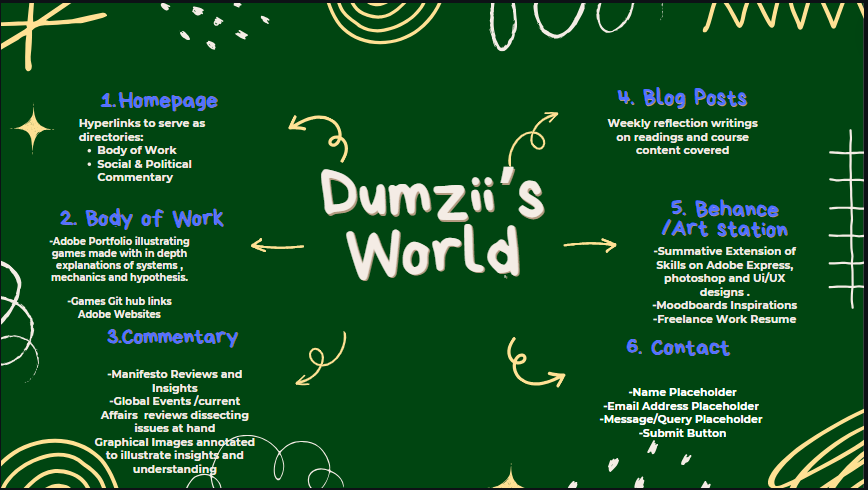 1.Homepage
Hyperlinks to serve as
directories:
• Body of Work
• Social & Political
Commentary
2. Body of Work
-Adobe Portfolio illustrating
games made with in depth
explanations of systems ,
mechanics and hypothesis.
-Games Git hub links
Adobe Websites
3.Commentary
-Manifesto Reviews and
Insights
-Global Events /current
Affairs reviews dissecting
issues at hand
Graphical Images annotated
to illustrate insights and
understanding
Dumzii's
World
4. Blog Posts
Weekly reflection writings
on readings and course
content covered
5. Behance
/Art station
-Summative Extension of
Skills on Adobe Express,
photoshop and Ui/UX
designs .
-Moodboards Inspirations
-Freelance Work Resume
6. Contact
-Name Placeholder
-Email Address Placeholder
-Message/Query Placeholder
-Submit Button